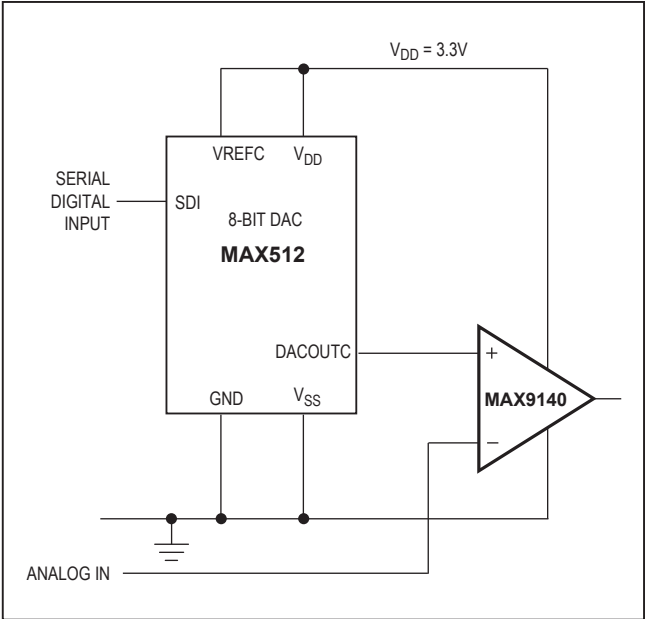 V_DD = 3.3V
VREFC
V_DD
SERIAL
DIGITAL
INPUT
SDI
8-BIT DAC
MAX512
DACOUTC
+
MAX9140
−
GND
V_SS
ANALOG IN